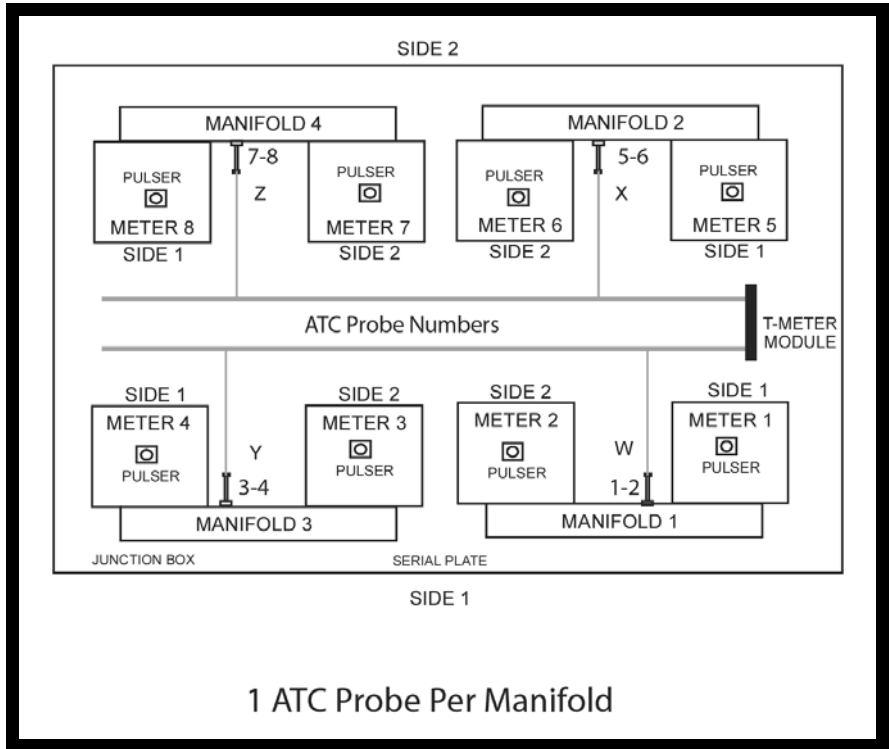 SIDE 2
MANIFOLD 4
MANIFOLD 2
7-8
5-6
PULSER
PULSER
PULSER
PULSER
Z
X
METER 8
METER 7
METER 6
METER 5
SIDE 1
SIDE 2
SIDE 2
SIDE 1
ATC Probe Numbers
T-METER
MODULE
SIDE 1
SIDE 2
SIDE 2
SIDE 1
METER 4
METER 3
METER 2
METER 1
Y
W
PULSER
PULSER
PULSER
PULSER
3-4
1-2
MANIFOLD 3
MANIFOLD 1
JUNCTION BOX
SERIAL PLATE
SIDE 1
1 ATC Probe Per Manifold